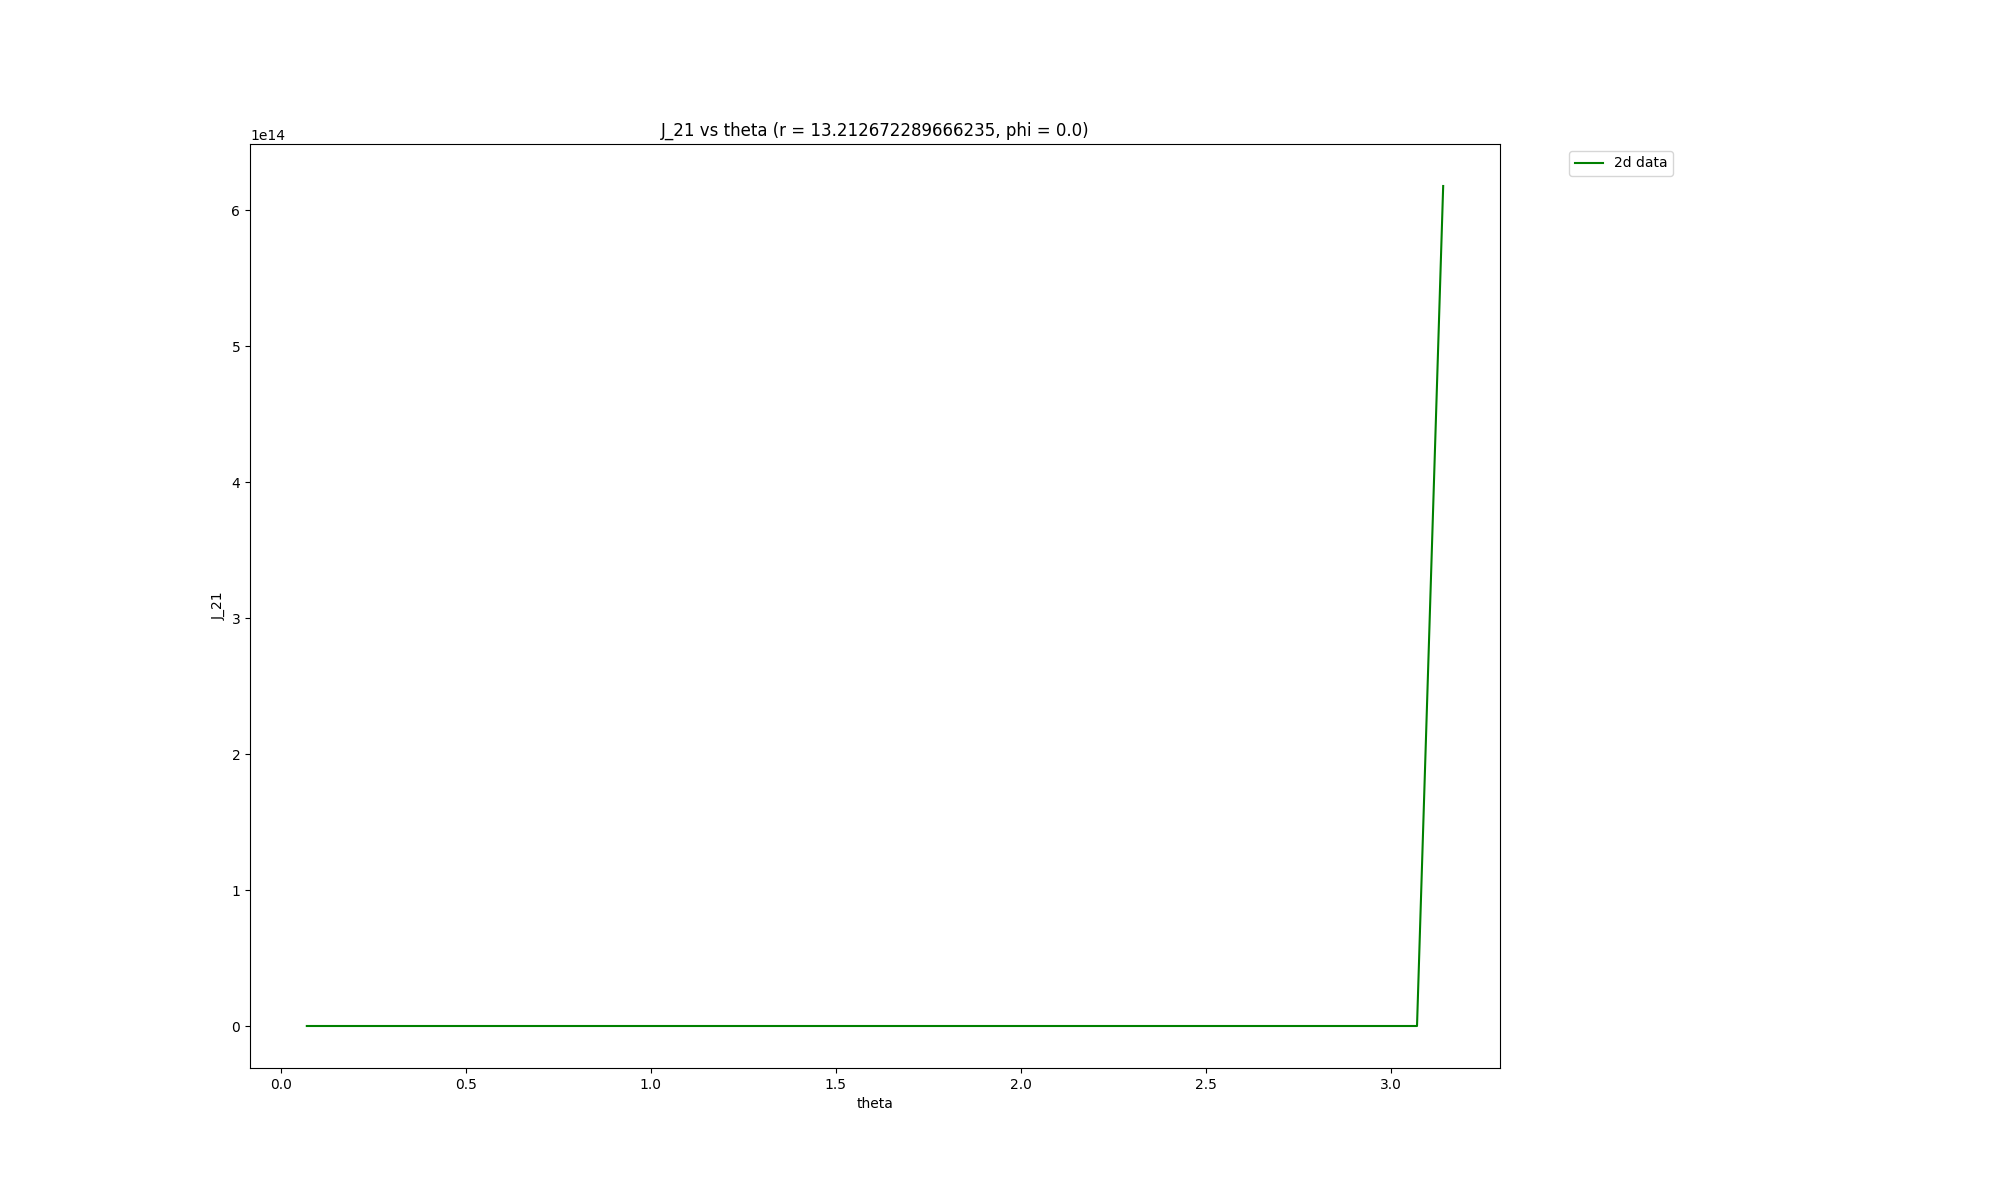 J_21 vs theta (r = 13.212672289666235, phi = 0.0)
1e14
2d data
6
5
4
3
2
1
0
J_21
0.0 0.5 1.0 1.5 2.0 2.5 3.0
theta